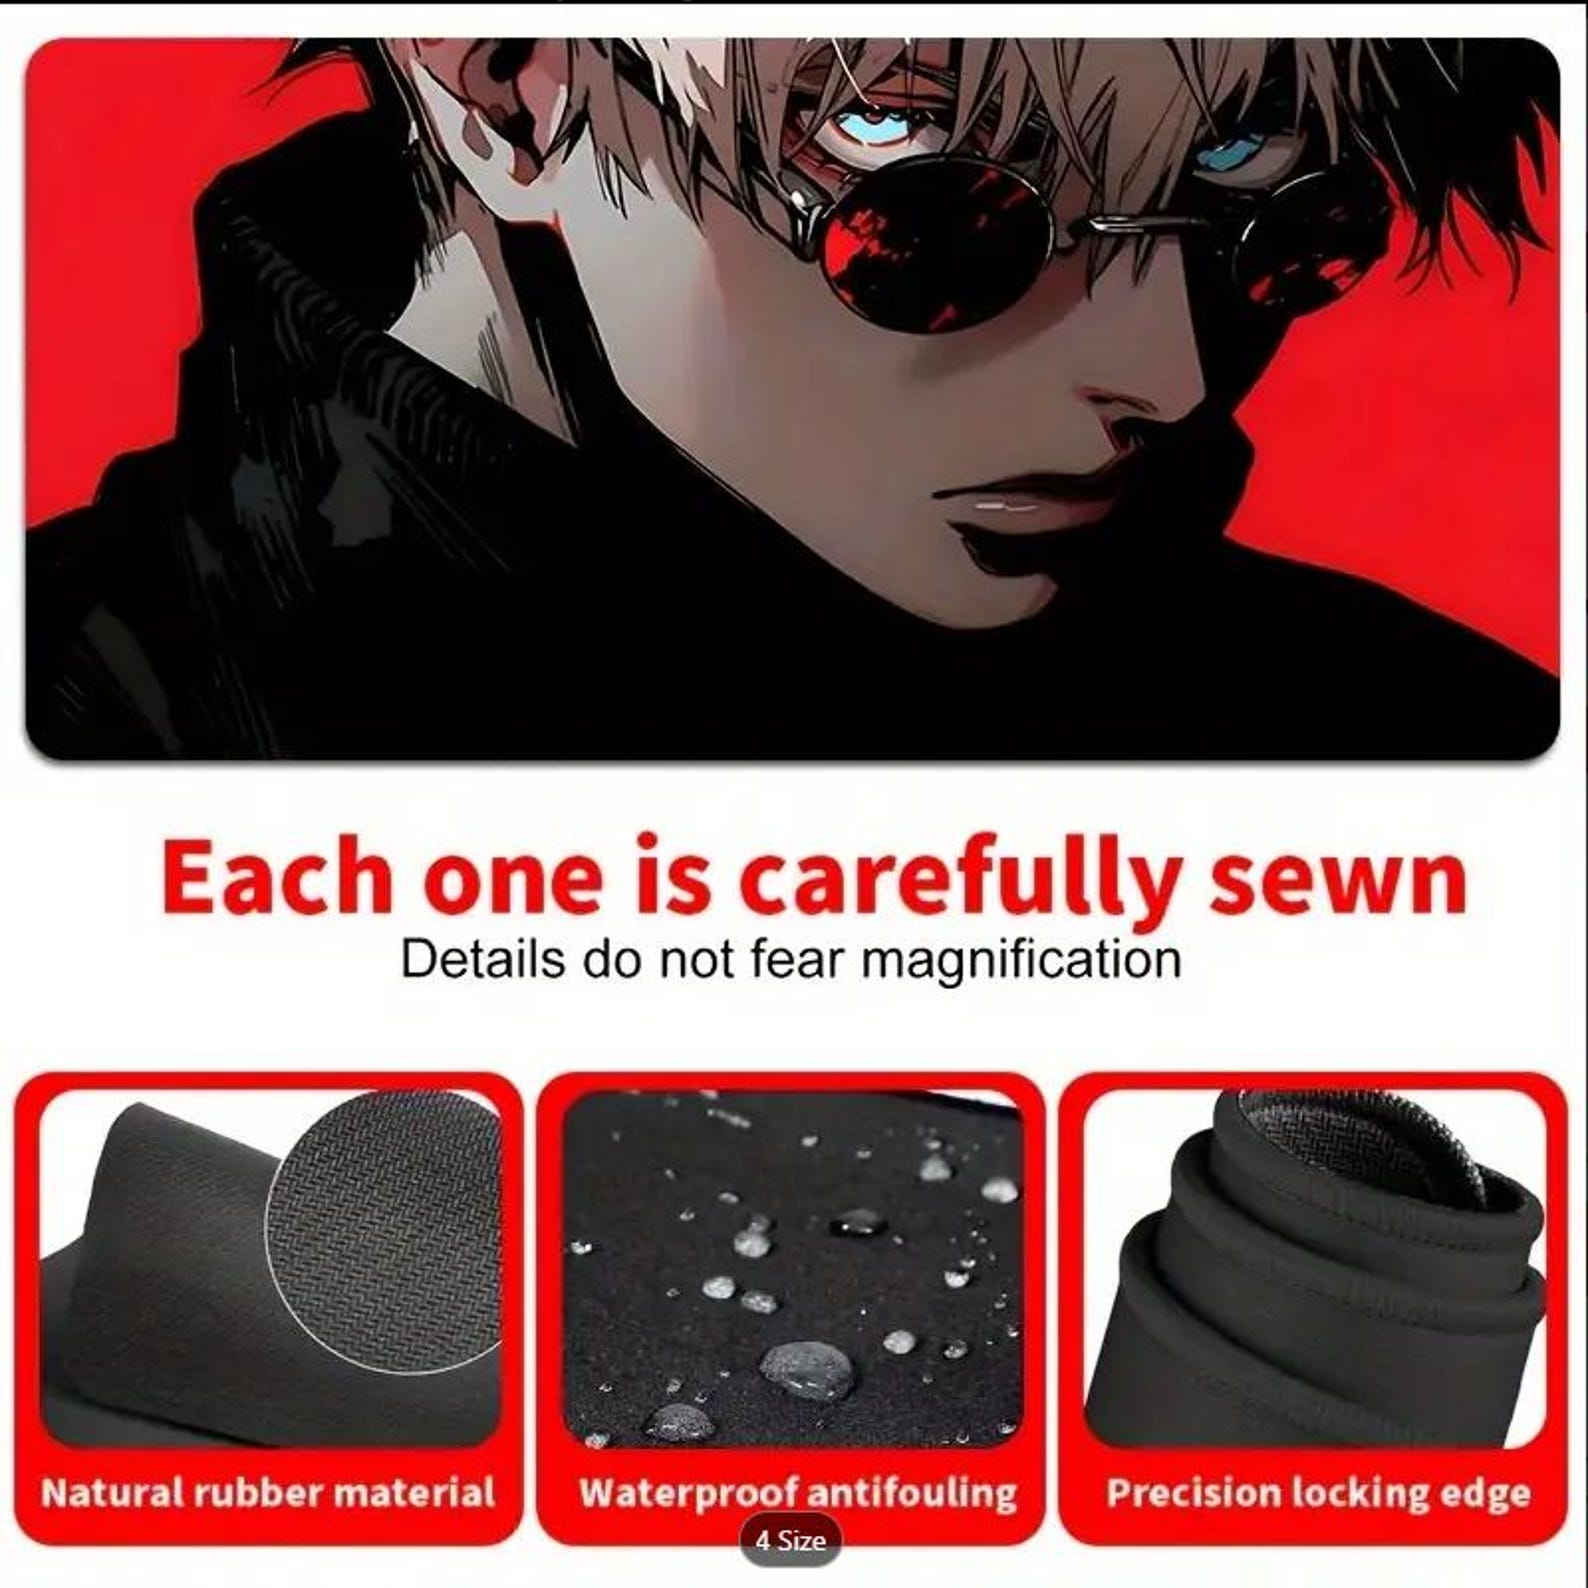 Each one is carefully sewn
Details do not fear magnification
Natural rubber material
Waterproof antifouling
Precision locking edge
4 Size